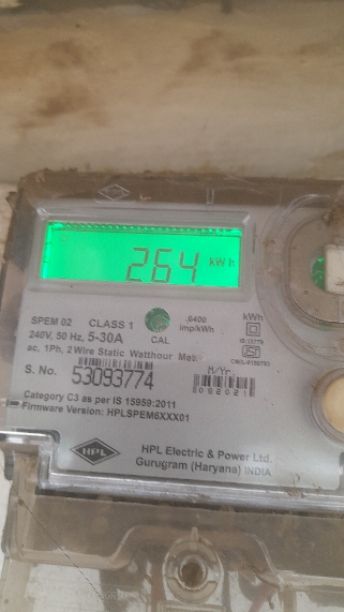 HPL
264 kWh
SPEM 02 CLASS 1
240V, 50 Hz, 5-30A
CAL
6400
imp/kWh
kWh
ac, 1Ph, 2 Wire Static Watthour
S. No. 53093774
M/Yr.
Category C3 as per IS 15959:2011
Firmware Version: HPLSPEM6XXX01
HPL
HPL Electric & Power Ltd.
Gurugram (Haryana) INDIA